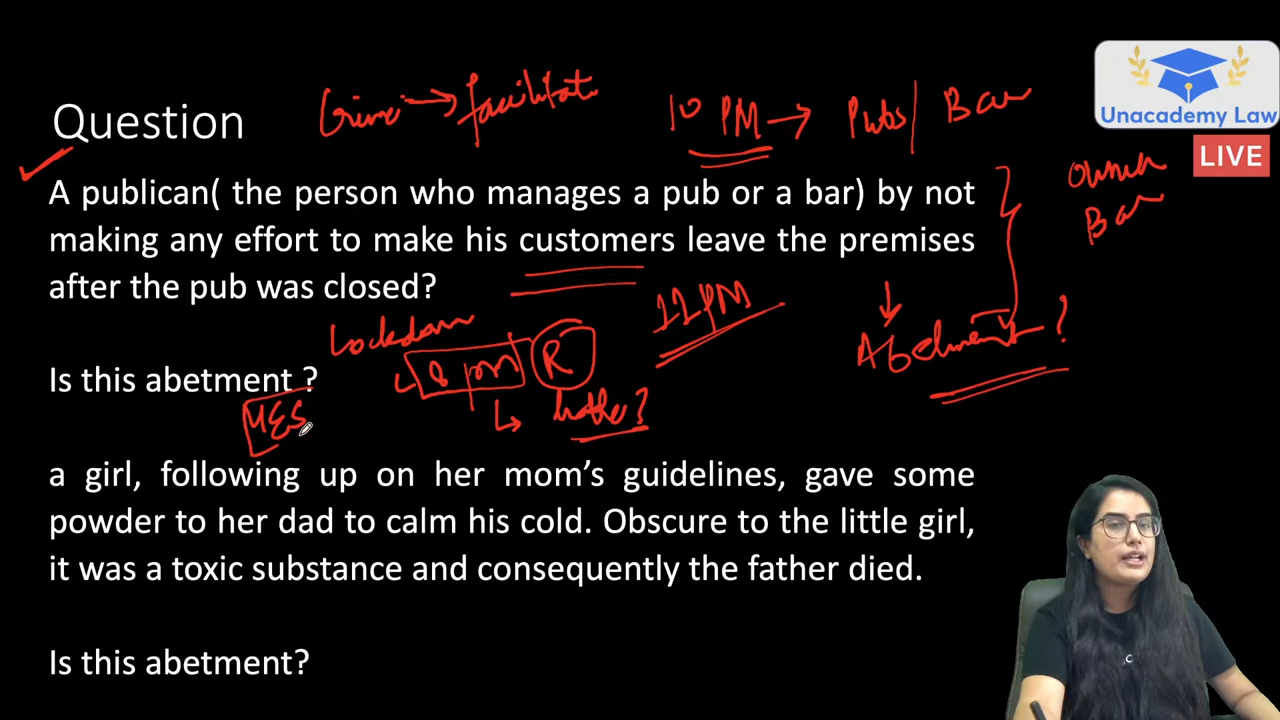 Unacademy Law
LIVE
Crime → facilitate
10 PM → Pubs | Bar
Question
owner
Bar
A publican( the person who manages a pub or a bar) by not
making any effort to make his customers leave the premises
after the pub was closed?
11 PM
Lockdown
8 pm R
Abetment ?
Is this abetment ?
YES
a girl, following up on her mom’s guidelines, gave some
powder to her dad to calm his cold. Obscure to the little girl,
it was a toxic substance and consequently the father died.
Is this abetment?